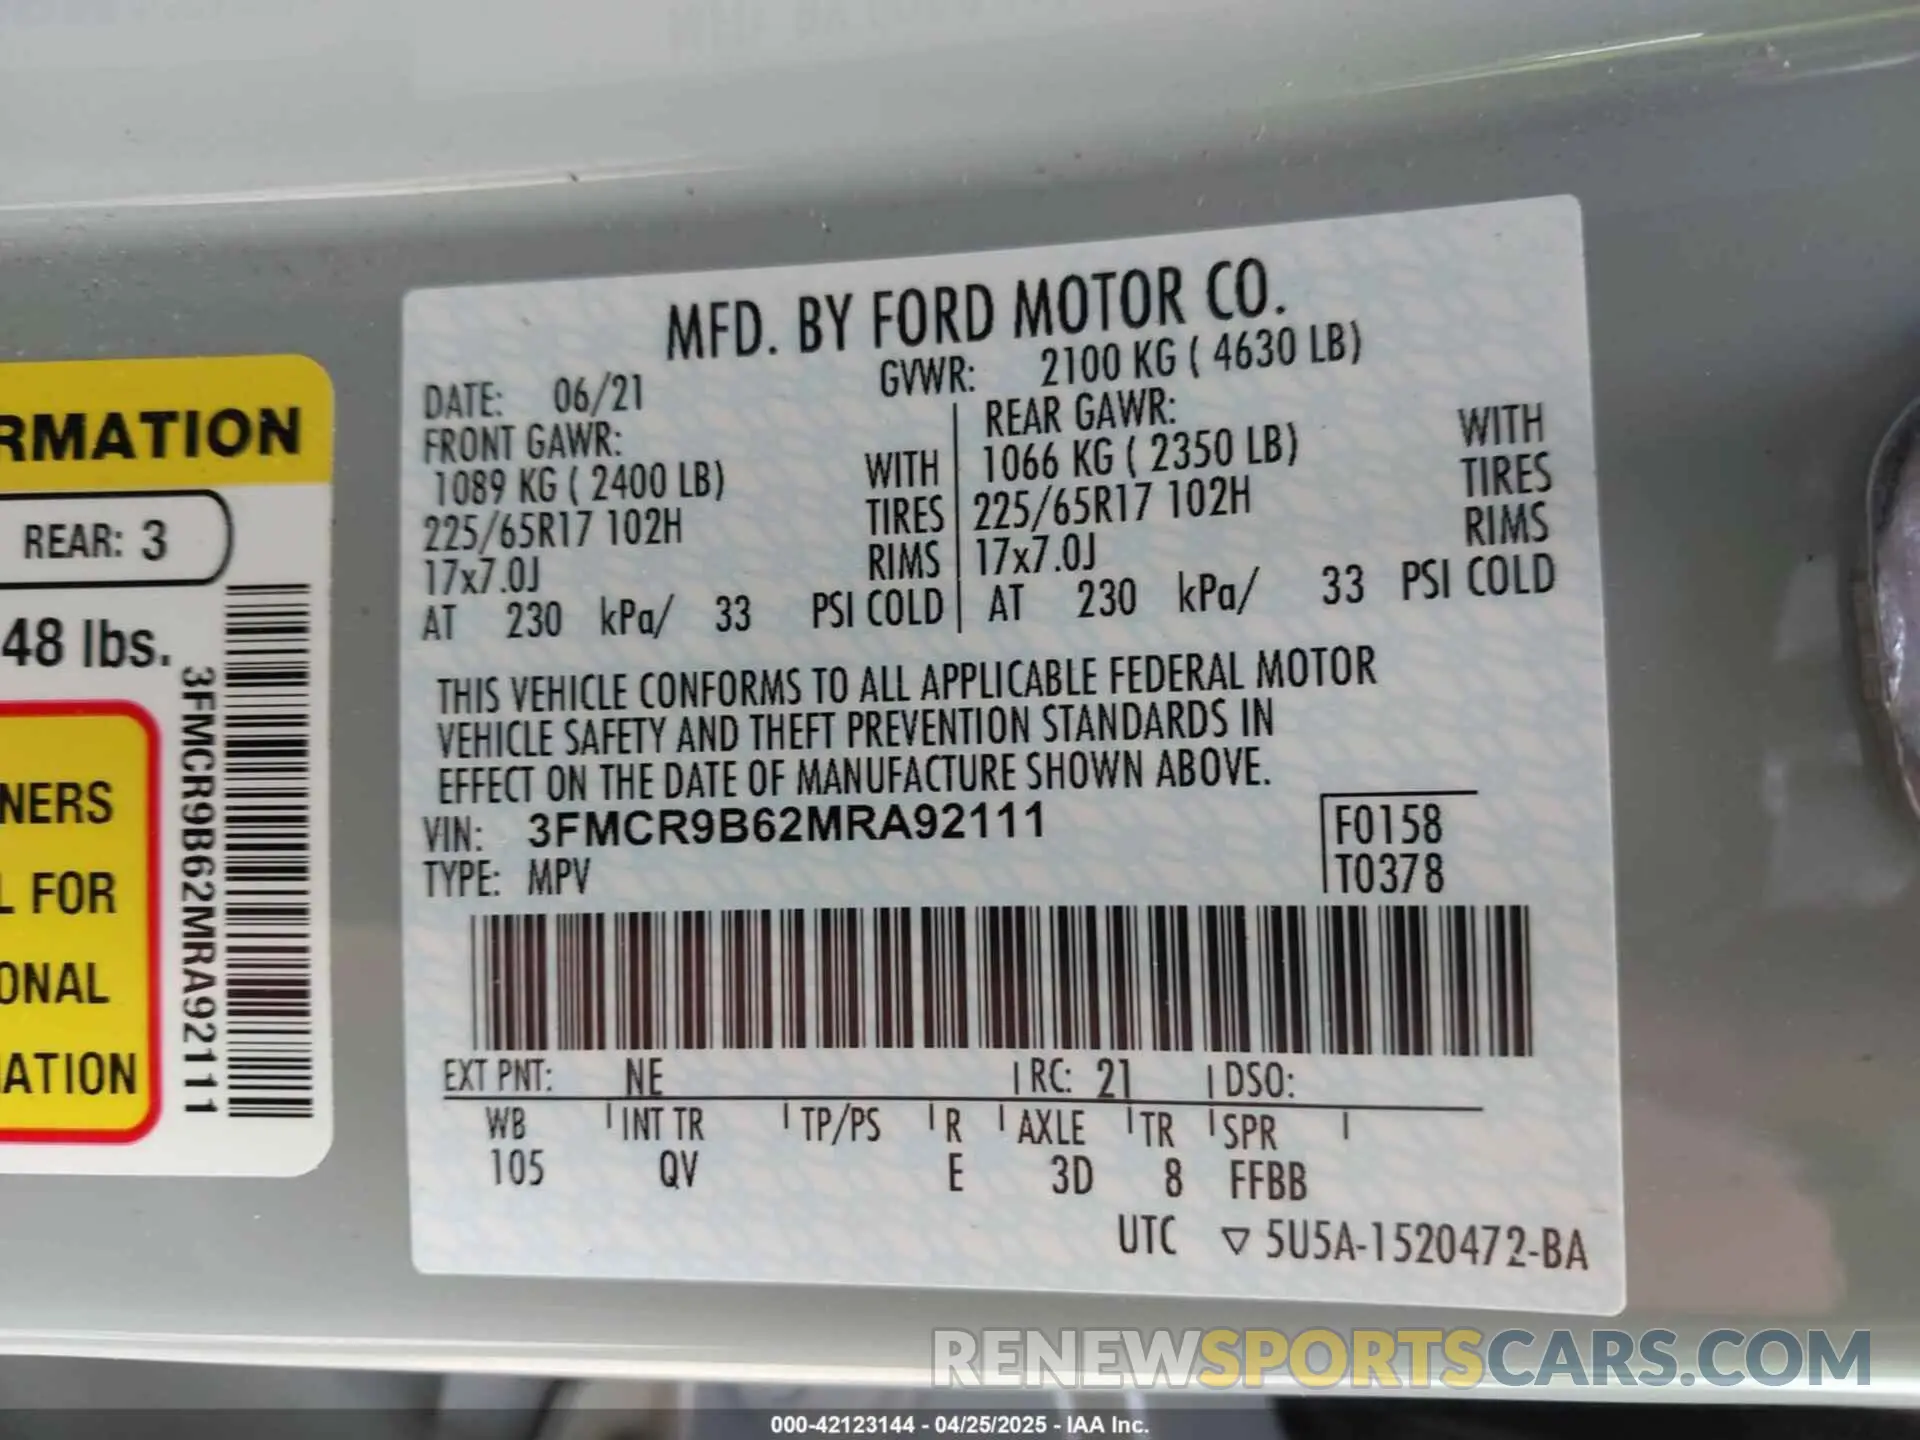 RMATION
REAR: 3
48 lbs.
NERS
L FOR
ONAL
ATION
3FMCR9B62MRA92111
MFD. BY FORD MOTOR CO.
DATE: 06/21 GVWR: 2100 KG ( 4630 LB)
FRONT GAWR:
1089 KG ( 2400 LB) WITH
225/65R17 102H TIRES
17x7.0J RIMS
AT 230 kPa/ 33 PSI COLD
REAR GAWR:
1066 KG ( 2350 LB) WITH
225/65R17 102H TIRES
17x7.0J RIMS
AT 230 kPa/ 33 PSI COLD
THIS VEHICLE CONFORMS TO ALL APPLICABLE FEDERAL MOTOR
VEHICLE SAFETY AND THEFT PREVENTION STANDARDS IN
EFFECT ON THE DATE OF MANUFACTURE SHOWN ABOVE.
VIN: 3FMCR9B62MRA92111 F0158
TYPE: MPV T0378
EXT PNT: NE RC: 21 DSO:
WB INT TR TP/PS R AXLE TR SPR
105 QV E 3D 8 FFBB
UTC ▽ 5U5A-1520472-BA
RENEWSPORTSCARS.COM
000-42123144 - 04/25/2025 - IAA Inc.